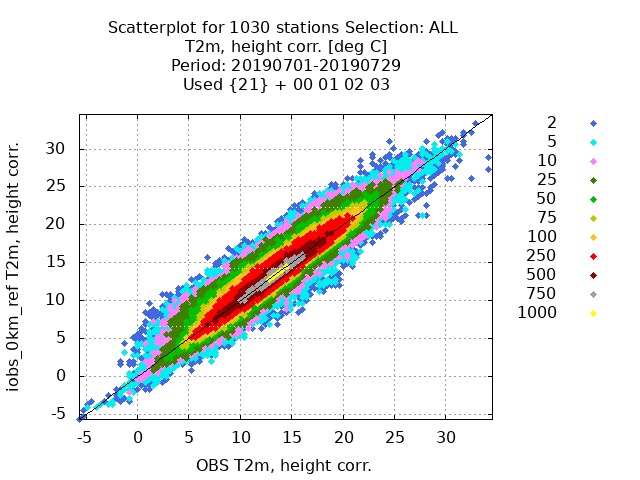 Scatterplot for 1030 stations Selection: ALL
T2m, height corr. [deg C]
Period: 20190701-20190729
Used {21} + 00 01 02 03
iobs_0km_ref T2m, height corr.
30
25
20
15
10
5
0
-5
-5 0 5 10 15 20 25 30
OBS T2m, height corr.
2
5
10
25
50
75
100
250
500
750
1000